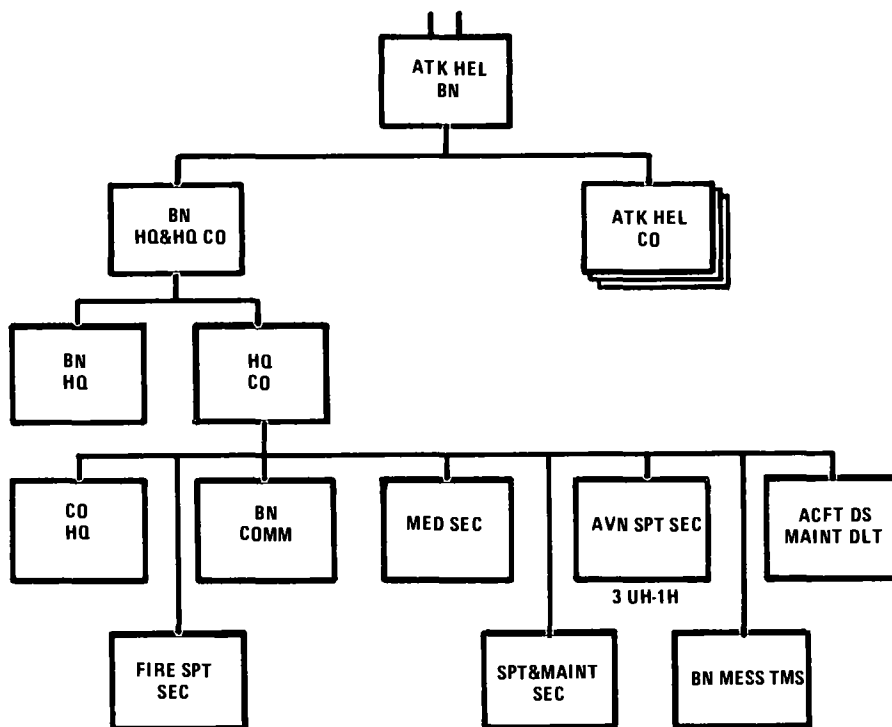 ATK HEL
BN
BN
HQ&HQ CO
ATK HEL
CO
BN
HQ
HQ
CO
CO
HQ
BN
COMM
MED SEC
AVN SPT SEC
ACFT DS
MAINT DLT
3 UH-1H
FIRE SPT
SEC
SPT&MAINT
SEC
BN MESS TMS